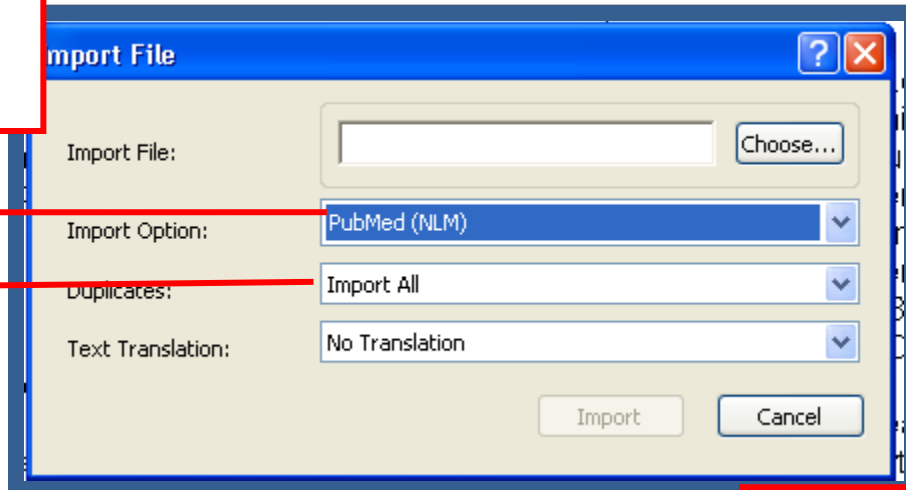 mport File
Import File:
Choose...
Import Option:
PubMed (NLM)
Duplicates:
Import All
Text Translation:
No Translation
Import
Cancel